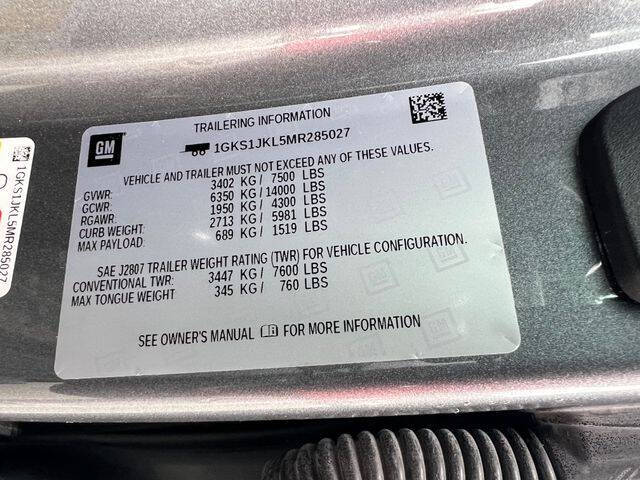 TRAILERING INFORMATION
GM
1GKS1JKL5MR285027
VEHICLE AND TRAILER MUST NOT EXCEED ANY OF THESE VALUES.
GVWR: 3402 KG / 7500 LBS
GCWR: 6350 KG / 14000 LBS
RGAWR: 1950 KG / 4300 LBS
CURB WEIGHT: 2713 KG / 5981 LBS
MAX PAYLOAD: 689 KG / 1519 LBS
SAE J2807 TRAILER WEIGHT RATING (TWR) FOR VEHICLE CONFIGURATION.
CONVENTIONAL TWR: 3447 KG / 7600 LBS
MAX TONGUE WEIGHT 345 KG / 760 LBS
SEE OWNER'S MANUAL FOR MORE INFORMATION
1GKS1JKL5MR285027